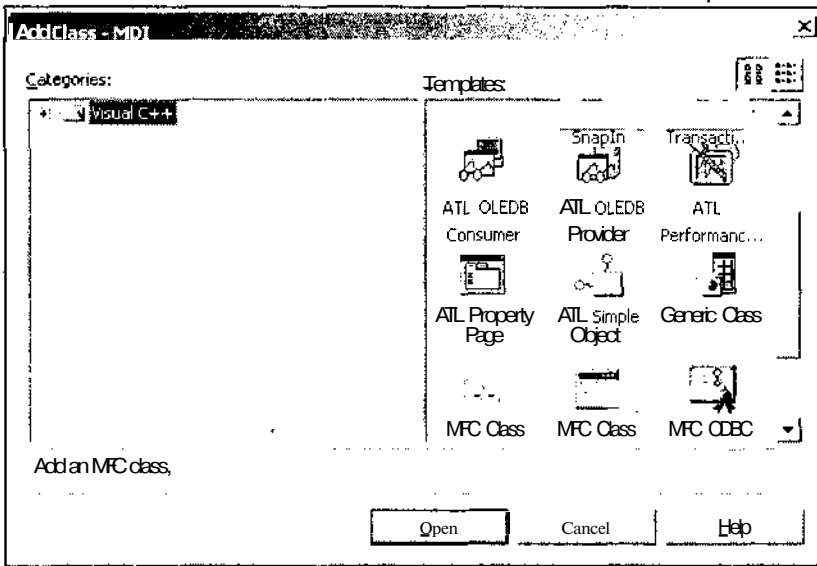 Add Class - MDI
Categories:
Templates:
Visual C++
SnapIn
Transacti...
ATL OLEDB
Consumer
ATL OLEDB
Provider
ATL
Performanc...
ATL Property
Page
ATL Simple
Object
Generic Class
MFC Class
MFC Class
MFC ODBC
Add an MFC class,
Open
Cancel
Help